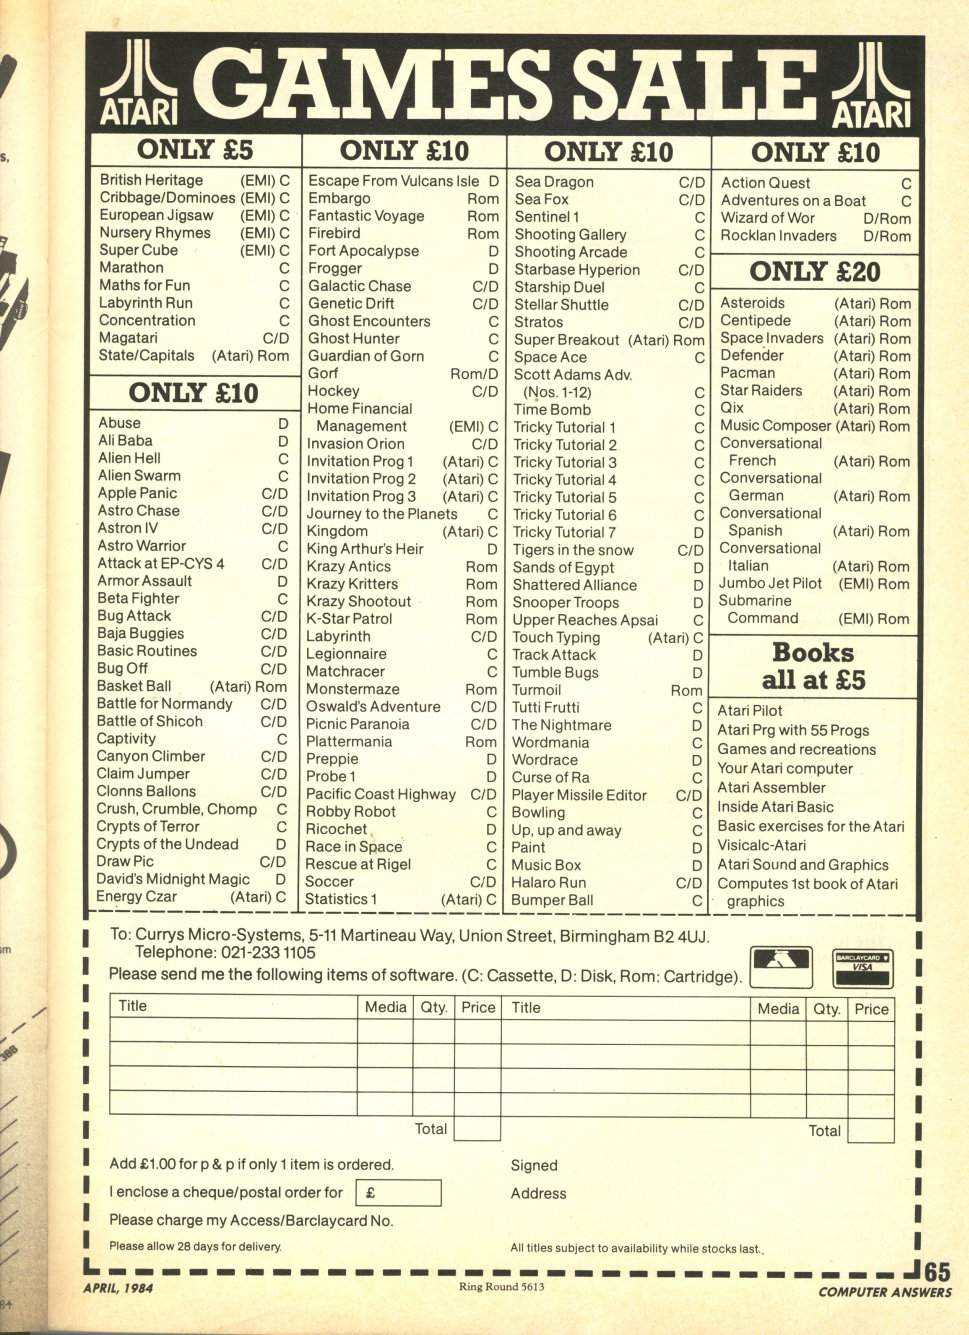 ATARI
GAMES SALE
ATARI
ONLY £5
British Heritage (EMI) C
Cribbage/Dominoes (EMI) C
European Jigsaw (EMI) C
Nursery Rhymes (EMI) C
Super Cube (EMI) C
Marathon C
Maths for Fun C
Labyrinth Run C
Concentration C
Magatari C/D
State/Capitals (Atari) Rom
ONLY £10
Abuse D
Ali Baba D
Alien Hell C
Alien Swarm C
Apple Panic C/D
Astro Chase C/D
Astron IV C/D
Astro Warrior C
Attack at EP-CYS 4 C/D
Armor Assault D
Beta Fighter C
Bug Attack C/D
Baja Buggies C/D
Basic Routines C/D
Bug Off C/D
Basket Ball (Atari) Rom
Battle for Normandy C/D
Battle of Shicoh C/D
Captivity C
Canyon Climber C/D
Claim Jumper C/D
Clonns Ballons C/D
Crush, Crumble, Chomp C
Crypts of Terror C
Crypts of the Undead D
Draw Pic C/D
David's Midnight Magic D
Energy Czar (Atari) C
ONLY £10
Escape From Vulcans Isle D
Embargo Rom
Fantastic Voyage Rom
Firebird Rom
Fort Apocalypse D
Frogger D
Galactic Chase C/D
Genetic Drift C/D
Ghost Encounters C
Ghost Hunter C
Guardian of Gorn C
Gorf Rom/D
Hockey C/D
Home Financial
Management (EMI) C
Invasion Orion C/D
Invitation Prog 1 (Atari) C
Invitation Prog 2 (Atari) C
Invitation Prog 3 (Atari) C
Journey to the Planets C
Kingdom (Atari) C
King Arthur's Heir D
Krazy Antics Rom
Krazy Kritters Rom
Krazy Shootout Rom
K-Star Patrol Rom
Labyrinth C/D
Legionnaire C
Matchracer C
Monstermaze Rom
Oswald's Adventure C/D
Picnic Paranoia C/D
Plattermania Rom
Preppie D
Probe 1 D
Pacific Coast Highway C/D
Robby Robot C
Ricochet D
Race in Space C
Rescue at Rigel C
Soccer C/D
Statistics 1 (Atari) C
ONLY £10
Sea Dragon C/D
Sea Fox C/D
Sentinel 1 C
Shooting Gallery C
Shooting Arcade C
Starbase Hyperion C/D
Starship Duel C
Stellar Shuttle C/D
Stratos C/D
Super Breakout (Atari) Rom
Space Ace C
Scott Adams Adv.
(Nos. 1-12) C
Time Bomb C
Tricky Tutorial 1 C
Tricky Tutorial 2 C
Tricky Tutorial 3 C
Tricky Tutorial 4 C
Tricky Tutorial 5 C
Tricky Tutorial 6 C
Tricky Tutorial 7 D
Tigers in the snow C/D
Sands of Egypt D
Shattered Alliance D
Snooper Troops D
Upper Reaches Apsai C
Touch Typing (Atari) C
Track Attack D
Tumble Bugs D
Turmoil Rom
Tutti Frutti C
The Nightmare D
Wordmania C
Wordrace D
Curse of Ra C
Player Missile Editor C/D
Bowling C
Up, up and away C
Paint D
Music Box D
Halaro Run C/D
Bumper Ball C
ONLY £10
Action Quest C
Adventures on a Boat C
Wizard of Wor D/Rom
Rocklan Invaders D/Rom
ONLY £20
Asteroids (Atari) Rom
Centipede (Atari) Rom
Space Invaders (Atari) Rom
Defender (Atari) Rom
Pacman (Atari) Rom
Star Raiders (Atari) Rom
Qix (Atari) Rom
Music Composer (Atari) Rom
Conversational
French (Atari) Rom
Conversational
German (Atari) Rom
Conversational
Spanish (Atari) Rom
Conversational
Italian (Atari) Rom
Jumbo Jet Pilot (EMI) Rom
Submarine
Command (EMI) Rom
Books
all at £5
Atari Pilot
Atari Prg with 55 Progs
Games and recreations
Your Atari computer
Atari Assembler
Inside Atari Basic
Basic exercises for the Atari
Visicalc-Atari
Atari Sound and Graphics
Computes 1st book of Atari
graphics
To: Currys Micro-Systems, 5-11 Martineau Way, Union Street, Birmingham B2 4UJ.
Telephone: 021-233 1105
Please send me the following items of software. (C: Cassette, D: Disk, Rom: Cartridge).
BARCLAYCARD
VISA
Title Media Qty. Price Title Media Qty. Price
Total Total
Add £1.00 for p & p if only 1 item is ordered.
Signed
I enclose a cheque/postal order for £
Address
Please charge my Access/Barclaycard No.
Please allow 28 days for delivery.
All titles subject to availability while stocks last.
APRIL, 1984
Ring Round 5613
65
COMPUTER ANSWERS